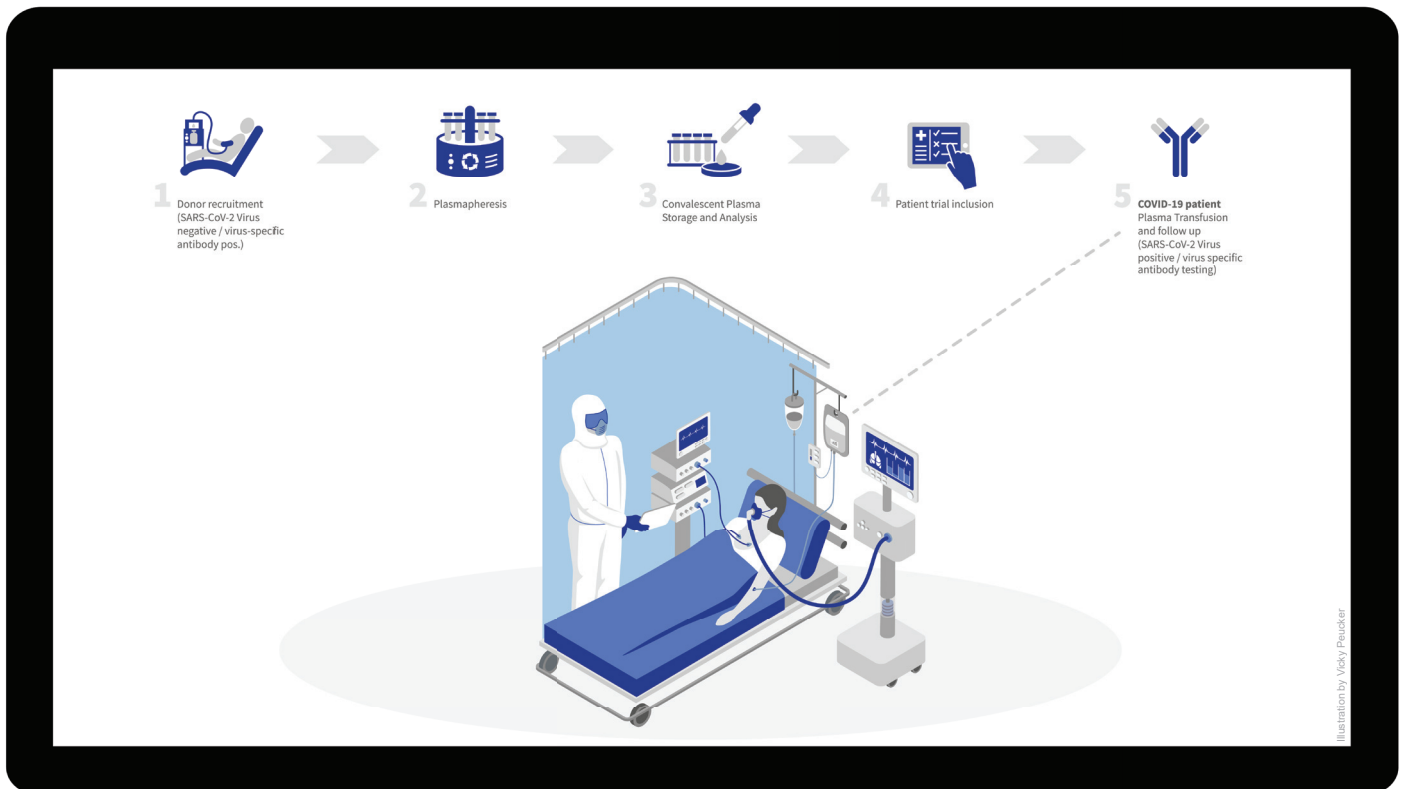 1
Donor recruitment
(SARS-CoV-2 Virus
negative / virus-specific
antibody pos.)
2
Plasmapheresis
3
Convalescent Plasma
Storage and Analysis
4
Patient trial inclusion
5
COVID-19 patient
Plasma Transfusion
and follow up
(SARS-CoV-2 Virus
positive / virus specific
antibody testing)
Illustration by Vicky Peucker